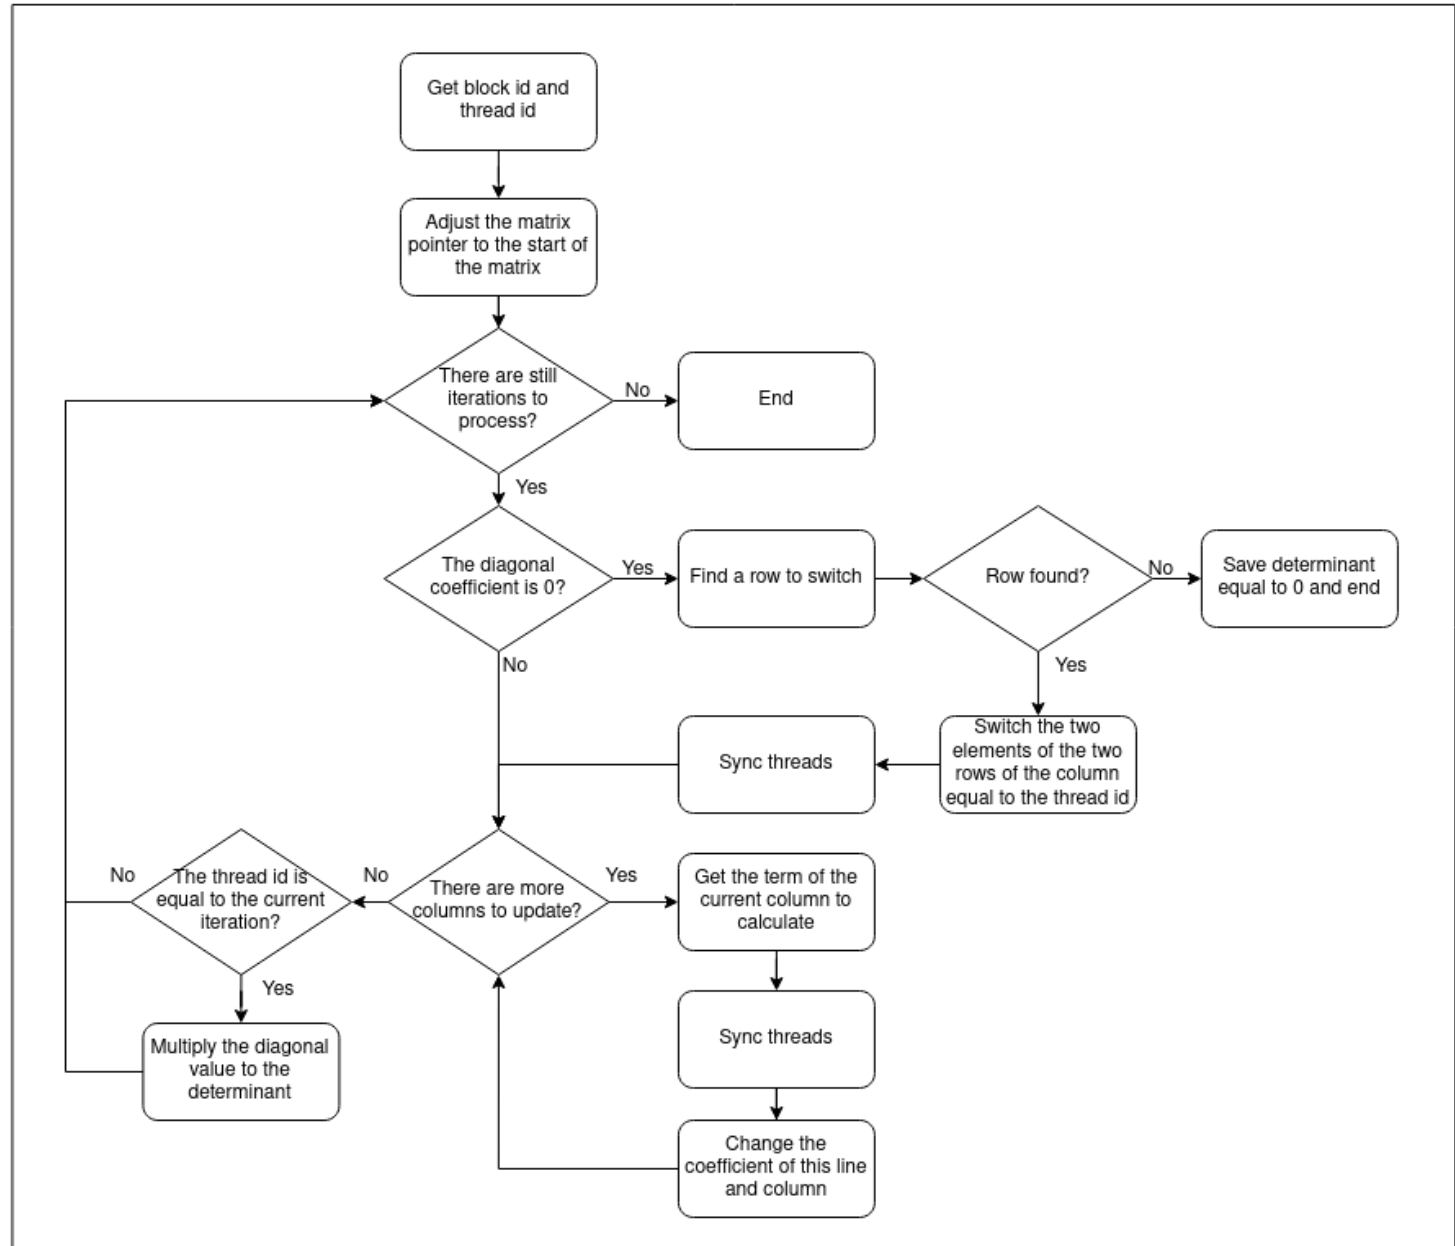 Get block id and
thread id
Adjust the matrix
pointer to the start of
the matrix
There are still
iterations to
process?
No
End
Yes
The diagonal
coefficient is 0?
Yes
Find a row to switch
Row found?
No
Save determinant
equal to 0 and end
No
Yes
Switch the two
elements of the two
rows of the column
equal to the thread id
Sync threads
No
The thread id is
equal to the current
iteration?
No
There are more
columns to update?
Yes
Get the term of the
current column to
calculate
Yes
Sync threads
Multiply the diagonal
value to the
determinant
Change the
coefficient of this line
and column